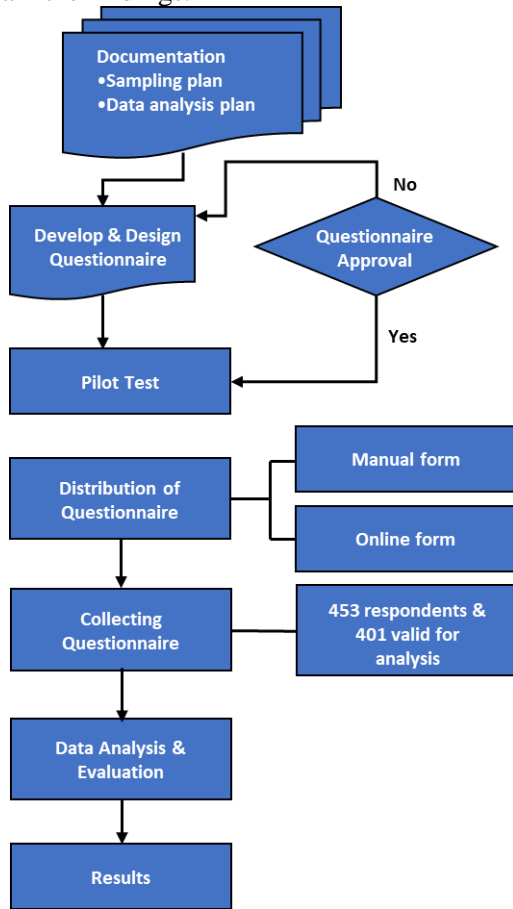 Documentation
•Sampling plan
•Data analysis plan
No
Develop & Design
Questionnaire
Questionnaire
Approval
Yes
Pilot Test
Manual form
Distribution of
Questionnaire
Online form
Collecting
Questionnaire
453 respondents &
401 valid for
analysis
Data Analysis &
Evaluation
Results